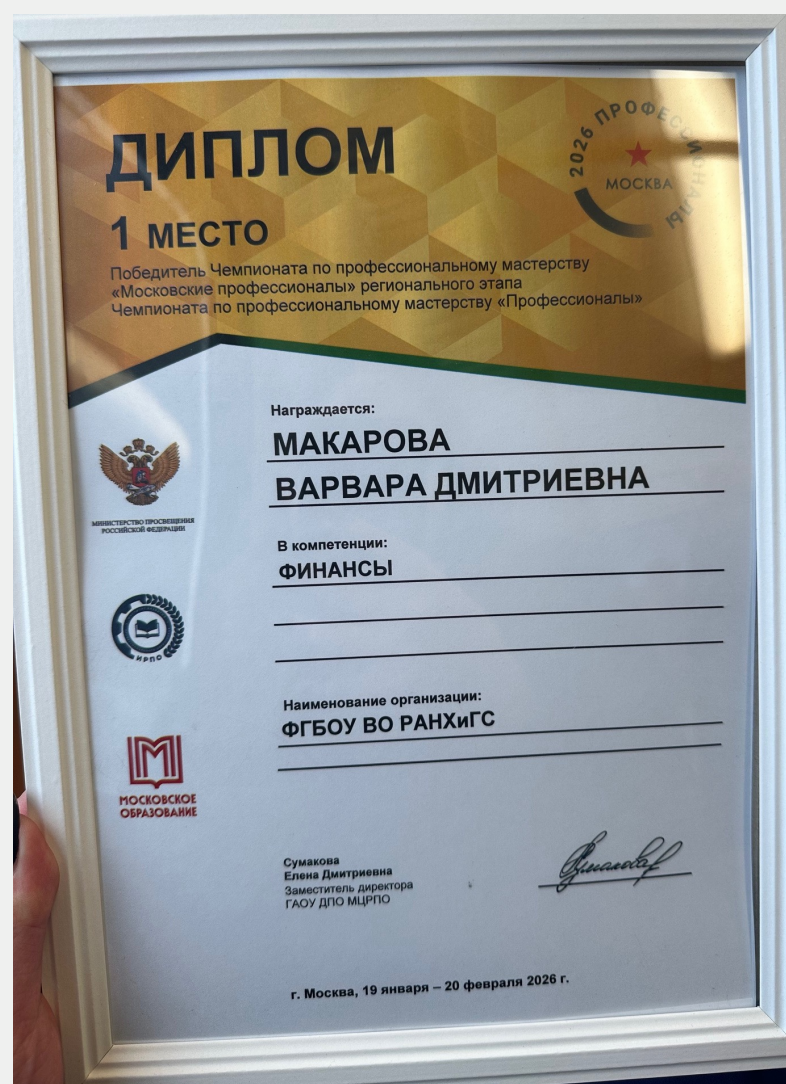 ДИПЛОМ
2026 ПРОФЕССИОНАЛЫ
МОСКВА
1 МЕСТО
Победитель Чемпионата по профессиональному мастерству
«Московские профессионалы» регионального этапа
Чемпионата по профессиональному мастерству «Профессионалы»
Награждается:
МАКАРОВА
ВАРВАРА ДМИТРИЕВНА
МИНИСТЕРСТВО ПРОСВЕЩЕНИЯ
РОССИЙСКОЙ ФЕДЕРАЦИИ
В компетенции:
ФИНАНСЫ
ИРПО
Наименование организации:
ФГБОУ ВО РАНХиГС
МОСКОВСКОЕ
ОБРАЗОВАНИЕ
Сумакова
Елена Дмитриевна
Заместитель директора
ГАОУ ДПО МЦРПО
г. Москва, 19 января – 20 февраля 2026 г.